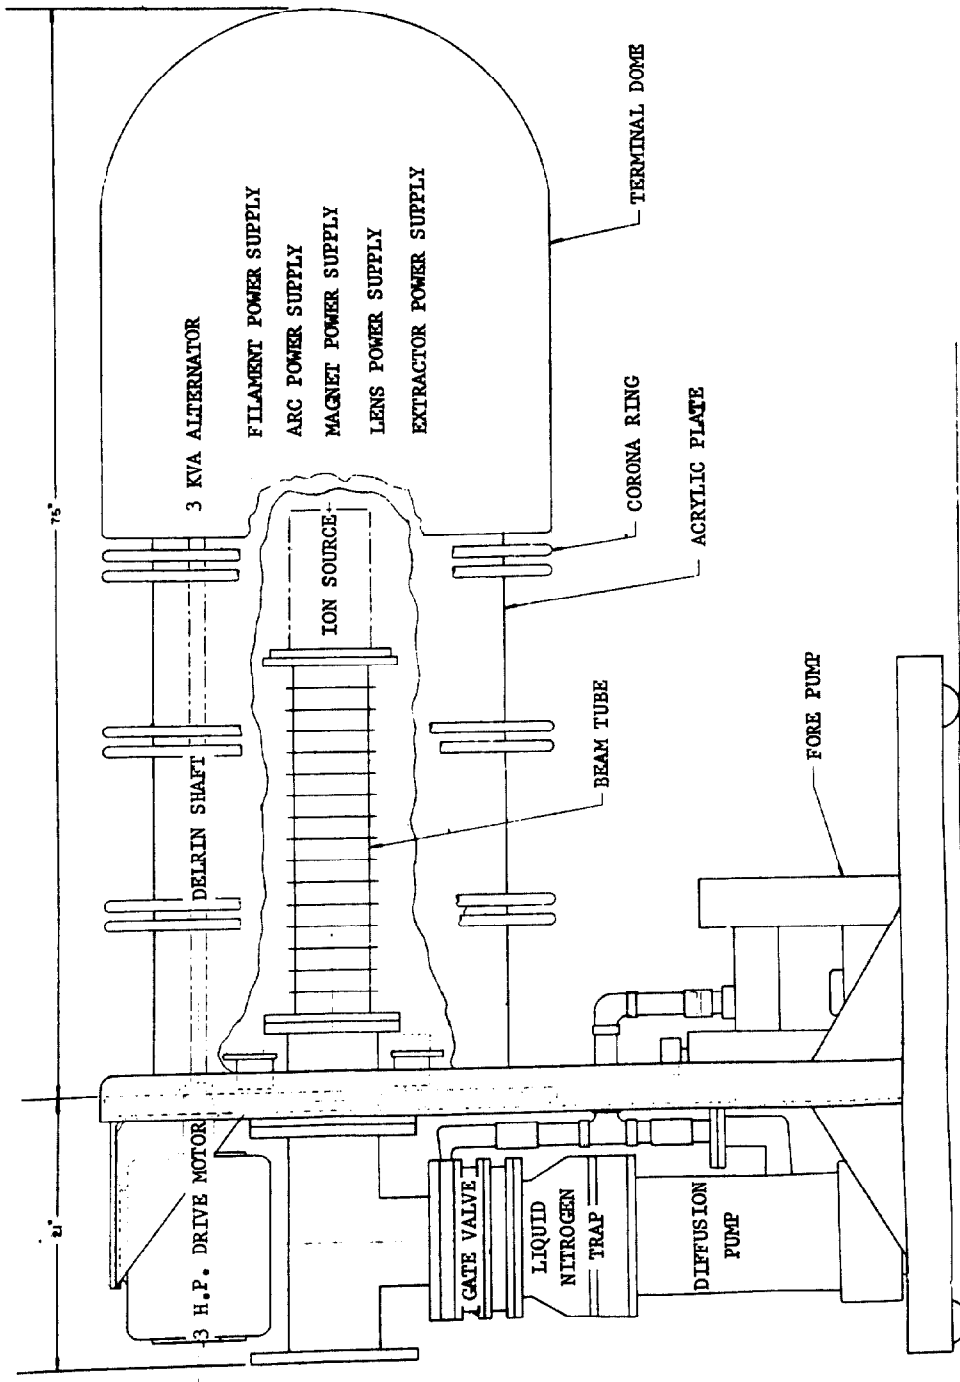 75"
21"
3 KVA ALTERNATOR
FILAMENT POWER SUPPLY
ARC POWER SUPPLY
MAGNET POWER SUPPLY
LENS POWER SUPPLY
EXTRACTOR POWER SUPPLY
TERMINAL DOME
ION SOURCE
CORONA RING
ACRYLIC PLATE
DELRIN SHAFT
BEAM TUBE
FORE PUMP
3 H.P. DRIVE MOTOR
GATE VALVE
LIQUID
NITROGEN
TRAP
DIFFUSION
PUMP